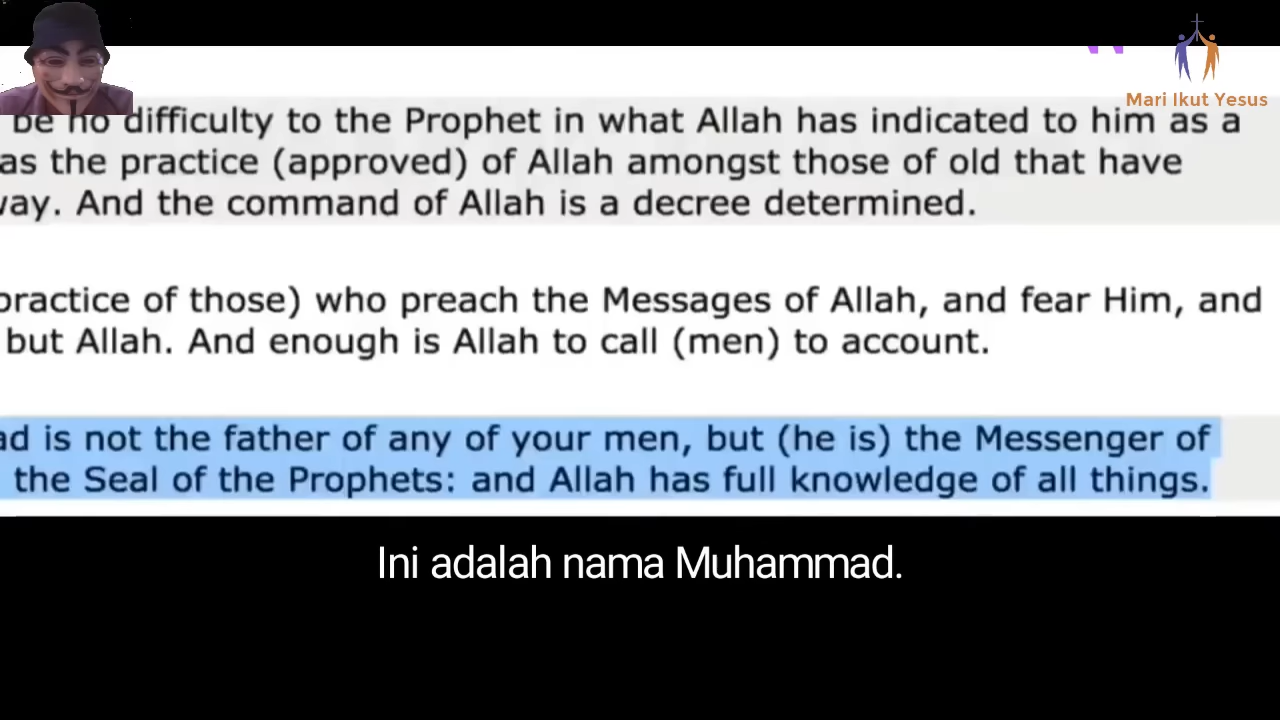 Mari Ikut Yesus
be no difficulty to the Prophet in what Allah has indicated to him as a
as the practice (approved) of Allah amongst those of old that have
. And the command of Allah is a decree determined.
of those) who preach the Messages of Allah, and fear Him, and
but Allah. And enough is Allah to call (men) to account.
is not the father of any of your men, but (he is) the Messenger of
the Seal of the Prophets: and Allah has full knowledge of all things.
Ini adalah nama Muhammad.